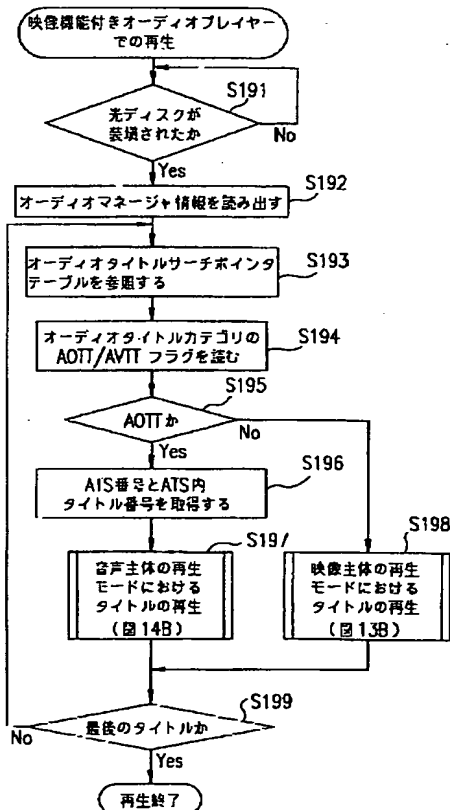 映像機能付きオーディオプレイヤー
での再生
S191
光ディスクが
装填されたか
No
Yes
S192
オーディオマネージャ情報を読み出す
S193
オーディオタイトルサーチポインタ
テーブルを参照する
S194
オーディオタイトルカテゴリの
AOTT/AVTT フラグを読む
S195
AOTTか
No
Yes
S196
ATS番号とATS内
タイトル番号を取得する
S197
音声主体の再生
モードにおける
タイトルの再生
(図14B)
S198
映像主体の再生
モードにおける
タイトルの再生
(図13B)
S199
最後のタイトルか
No
Yes
再生終了